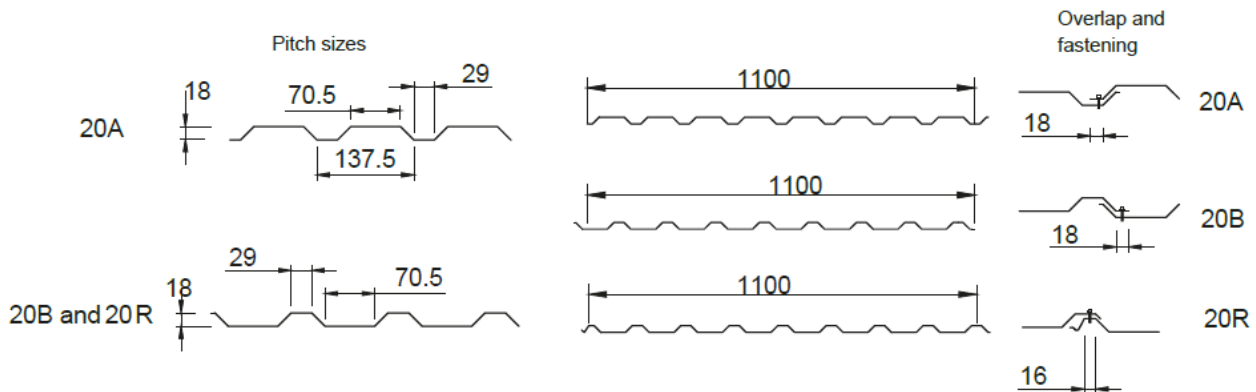 Pitch sizes
Overlap and
fastening
20A
18
70.5
29
137.5
1100
18
20A
1100
18
20B
20B and 20R
18
29
70.5
1100
16
20R